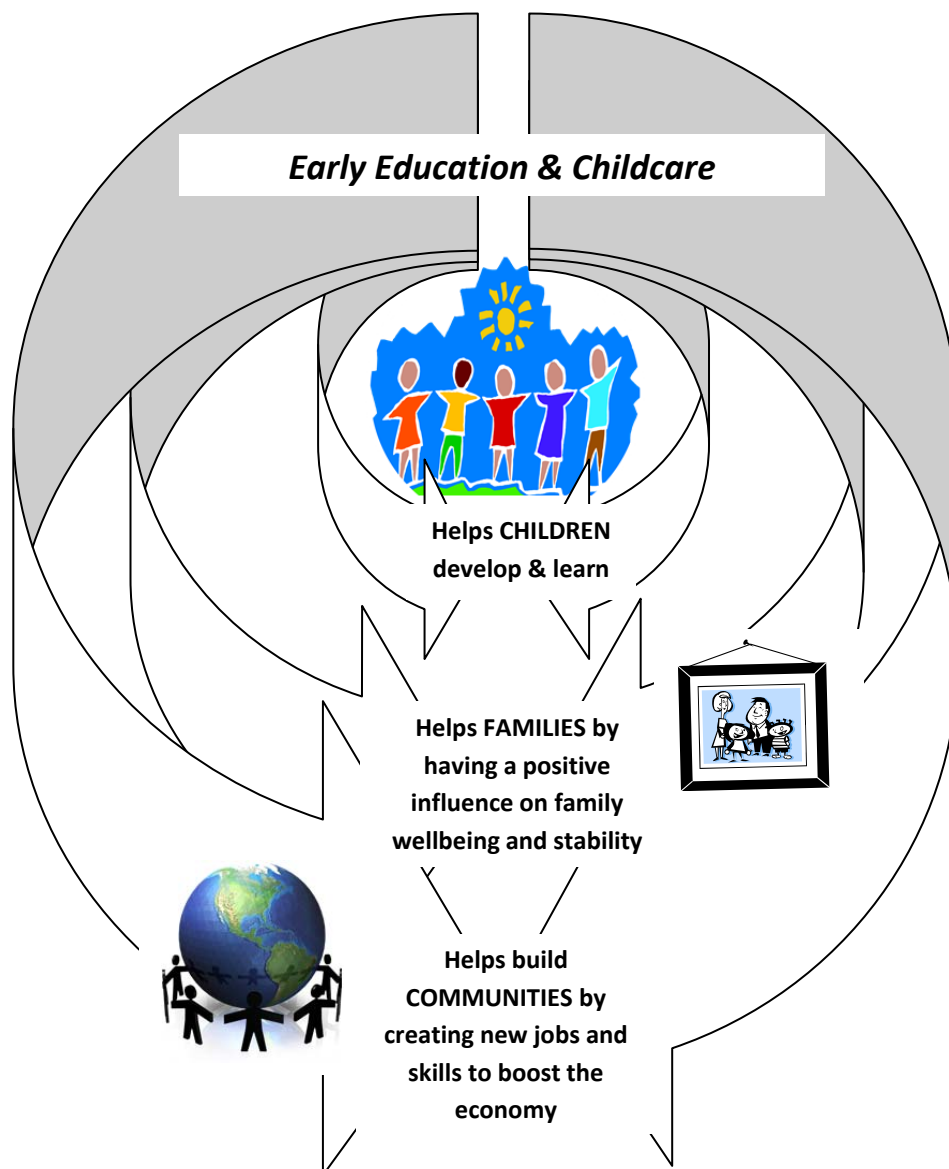 Early Education & Childcare
Helps CHILDREN
develop & learn
Helps FAMILIES by
having a positive
influence on family
wellbeing and stability
Helps build
COMMUNITIES by
creating new jobs and
skills to boost the
economy